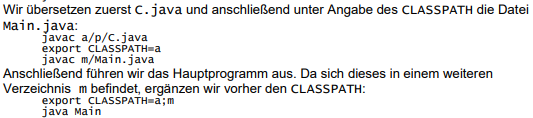 Wir übersetzen zuerst C.java und anschließend unter Angabe des CLASSPATH die Datei
Main.java:
javac a/p/C.java
export CLASSPATH=a
javac m/Main.java
Anschließend führen wir das Hauptprogramm aus. Da sich dieses in einem weiteren
Verzeichnis m befindet, ergänzen wir vorher den CLASSPATH:
export CLASSPATH=a;m
java Main